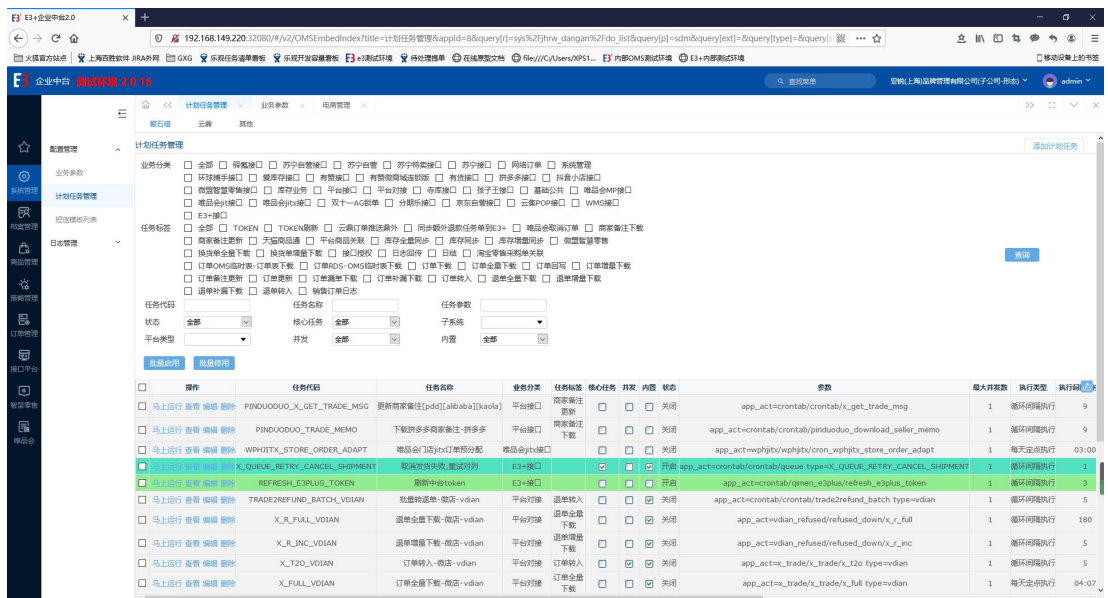 E3+企业中台2.0
192.168.149.220:32080/#/v2/OMSEmbedIndex?title=计划任务管理&appId=8&query[r]=sys%2Fjhrw_dangan%2Fdo_list&query[p]=sdm&query[ext]=&query[type]=&query[
火狐官方站点 上海百胜软件 JIRA外网 GXG 乐观任务清单看板 乐观开发容量看板 e3测试环境 待处理提单 在线原型文档 file:///C:/Users/XPS1... 内部OMS测试环境 E3+内部测试环境 移动设备上的书签
E3 企业中台 测试环境 2.0.16 查找菜单 admin
计划任务管理 业务参数 电商管理
萧石塔 云鼎 其他
系统管理
档案管理
商品管理
策略管理
订单管理
接口平台
智慧零售
唯品会
配置管理
业务参数
计划任务管理
短信模板列表
日志管理
计划任务管理 添加计划任务
业务分类 全部 驿氪接口 苏宁自营接口 苏宁自营 苏宁特卖接口 苏宁接口 网络订单 系统管理
环球捕手接口 爱库存接口 有赞接口 有赞微商城连锁版 有货接口 拼多多接口 抖音小店接口
微盟智慧零售接口 库存业务 平台接口 平台对接 寺库接口 孩子王接口 基础公共 唯品会MP接口
唯品会jit接口 唯品会jitx接口 双十一AG锁单 分期乐接口 京东自营接口 云集POP接口 WMS接口
E3+接口
任务标签 全部 TOKEN TOKEN刷新 云鼎订单推送鼎外 同步额外退款任务单到E3+ 唯品会取消订单 商家备注下载
商家备注更新 天猫商品通 平台商品关联 库存全量同步 库存同步 库存增量同步 微盟智慧零售
换货单全量下载 换货单增量下载 接口授权 日志回传 日结 淘宝零售采购单关联
订单OMS临时表-订单表下载 订单RDS-OMS临时表下载 订单下载 订单全量下载 订单回写 订单增量下载
订单备注更新 订单更新 订单漏单下载 订单补漏下载 订单转入 退单全量下载 退单增量下载
退单补漏下载 退单转入 销售订单日志
查询
任务代码 任务名称 任务参数
状态 全部 核心任务 全部 子系统
平台类型 并发 全部 内置 全部
批量启用 批量停用
操作 任务代码 任务名称 业务分类 任务标签 核心任务 并发 内置 状态 参数 最大并发数 执行类型
马上运行 查看 编辑 删除 PINDUODUO_X_GET_TRADE_MSG 更新商家备注[pdd][alibaba][kaola] 平台接口 商家备注更新 关闭 app_act=crontab/crontab/x_get_trade_msg 1 循环间隔执行 9
马上运行 查看 编辑 删除 PINDUODUO_TRADE_MEMO 下载拼多多商家备注-拼多多 平台接口 商家备注下载 关闭 app_act=crontab/crontab/pinduoduo_download_seller_memo 1 循环间隔执行 9
马上运行 查看 编辑 删除 WPHJITX_STORE_ORDER_ADAPT 唯品会门店jitx订单预分配 唯品会jitx接口 关闭 app_act=wphjitx/wphjitx/cron_wphjitx_store_order_adapt 1 每天定点执行 03:00
马上运行 查看 编辑 删除 X_QUEUE_RETRY_CANCEL_SHIPMENT 取消发货失败,重试对列 E3+接口 开启 app_act=crontab/crontab/queue type=X_QUEUE_RETRY_CANCEL_SHIPMENT 1 循环间隔执行 1
马上运行 查看 编辑 删除 REFRESH_E3PLUS_TOKEN 刷新中台token E3+接口 开启 app_act=crontab/qimen_e3plus/refresh_e3plus_token 1 循环间隔执行 3
马上运行 查看 编辑 删除 TRADE2REFUND_BATCH_VDIAN 批量转退单-微店-vdian 平台对接 退单转入 关闭 app_act=crontab/crontab/trade2refund_batch type=vdian 1 循环间隔执行 5
马上运行 查看 编辑 删除 X_R_FULL_VDIAN 退单全量下载-微店-vdian 平台对接 退单全量下载 关闭 app_act=vdian_refused/refused_down/x_r_full 1 循环间隔执行 180
马上运行 查看 编辑 删除 X_R_INC_VDIAN 退单增量下载-微店-vdian 平台对接 退单增量下载 关闭 app_act=vdian_refused/refused_down/x_r_inc 1 循环间隔执行 5
马上运行 查看 编辑 删除 X_T2O_VDIAN 订单转入-微店-vdian 平台对接 订单转入 关闭 app_act=x_trade/x_trade/x_t2o type=vdian 1 循环间隔执行 5
马上运行 查看 编辑 删除 X_FULL_VDIAN 订单全量下载-微店-vdian 平台对接 订单全量下载 关闭 app_act=x_trade/x_trade/x_full type=vdian 1 每天定点执行 04:07